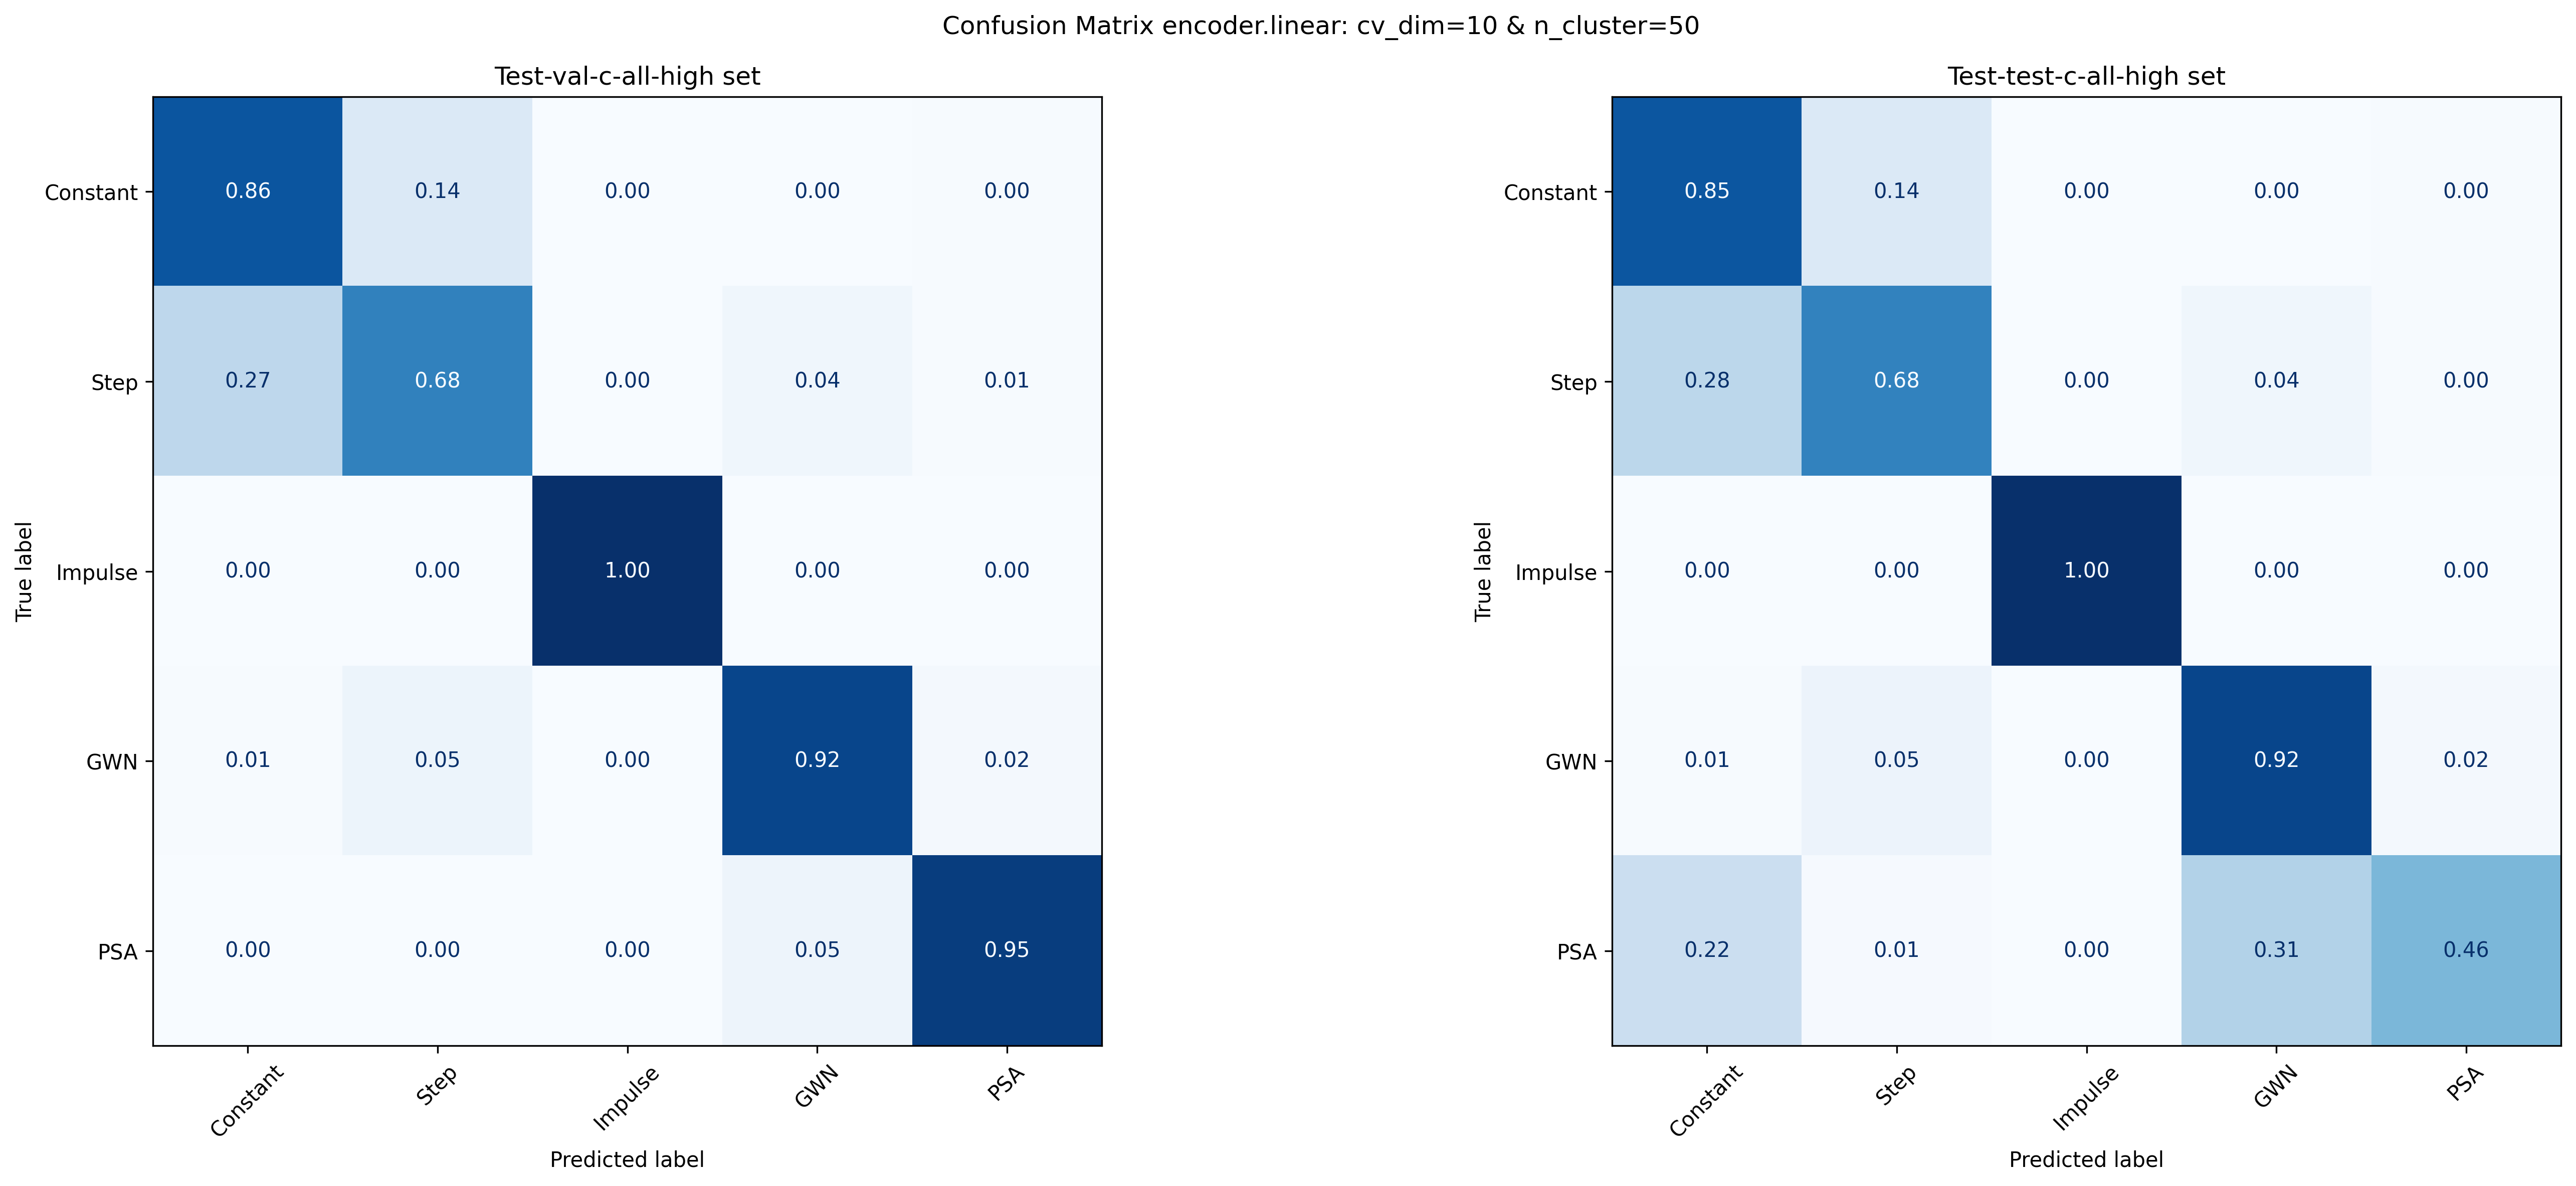 Confusion Matrix encoder.linear: cv_dim=10 & n_cluster=50
Test-val-c-all-high set
True label
Constant 0.86 0.14 0.00 0.00 0.00
Step 0.27 0.68 0.00 0.04 0.01
Impulse 0.00 0.00 1.00 0.00 0.00
GWN 0.01 0.05 0.00 0.92 0.02
PSA 0.00 0.00 0.00 0.05 0.95
Constant Step Impulse GWN PSA
Predicted label
Test-test-c-all-high set
True label
Constant 0.85 0.14 0.00 0.00 0.00
Step 0.28 0.68 0.00 0.04 0.00
Impulse 0.00 0.00 1.00 0.00 0.00
GWN 0.01 0.05 0.00 0.92 0.02
PSA 0.22 0.01 0.00 0.31 0.46
Constant Step Impulse GWN PSA
Predicted label